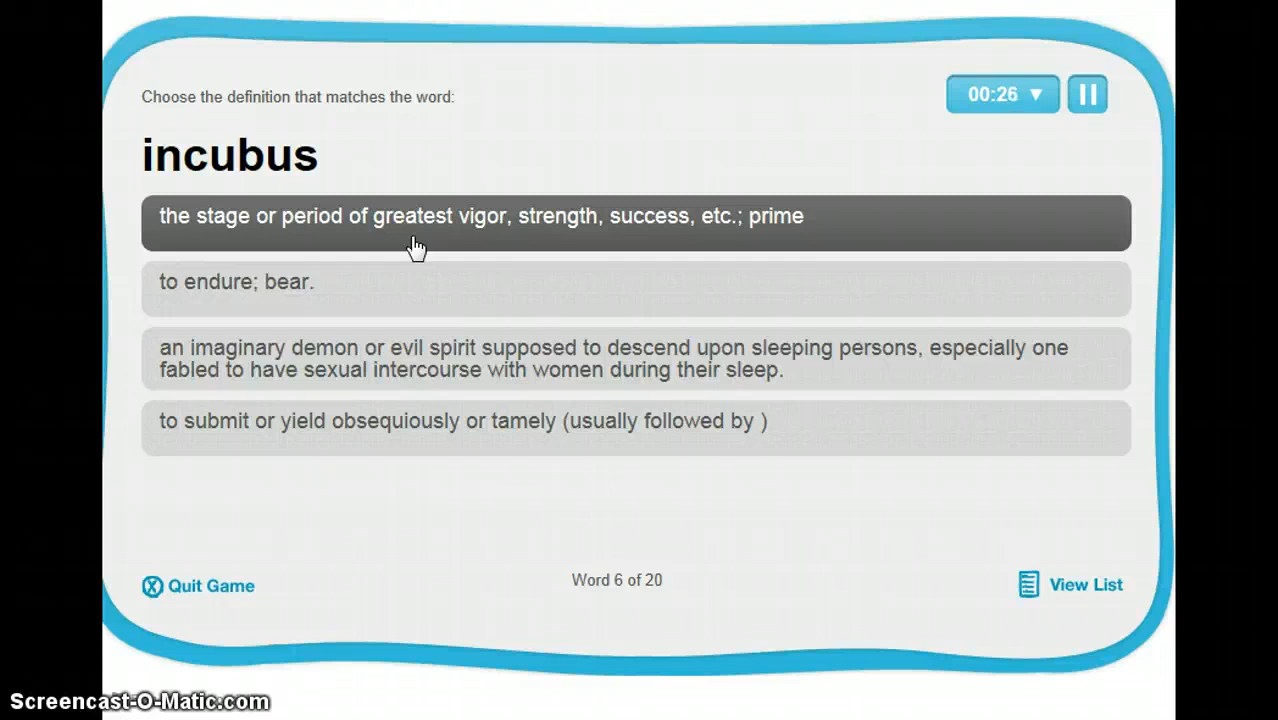 Choose the definition that matches the word:
00:26 ▼
incubus
the stage or period of greatest vigor, strength, success, etc.; prime
to endure; bear.
an imaginary demon or evil spirit supposed to descend upon sleeping persons, especially one
fabled to have sexual intercourse with women during their sleep.
to submit or yield obsequiously or tamely (usually followed by )
Quit Game
Word 6 of 20
View List
Screencast-O-Matic.com